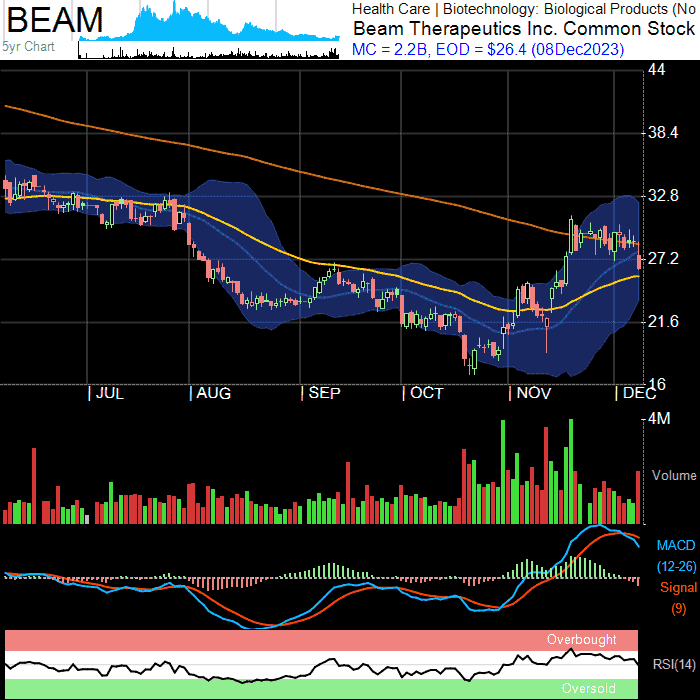 BEAM
5yr Chart
Health Care | Biotechnology: Biological Products (No
Beam Therapeutics Inc. Common Stock
MC = 2.2B, EOD = $26.4 (08Dec2023)
44
38.4
32.8
27.2
21.6
16
JUL
AUG
SEP
OCT
NOV
DEC
4M
Volume
MACD
(12-26)
Signal
(9)
Overbought
RSI(14)
Oversold